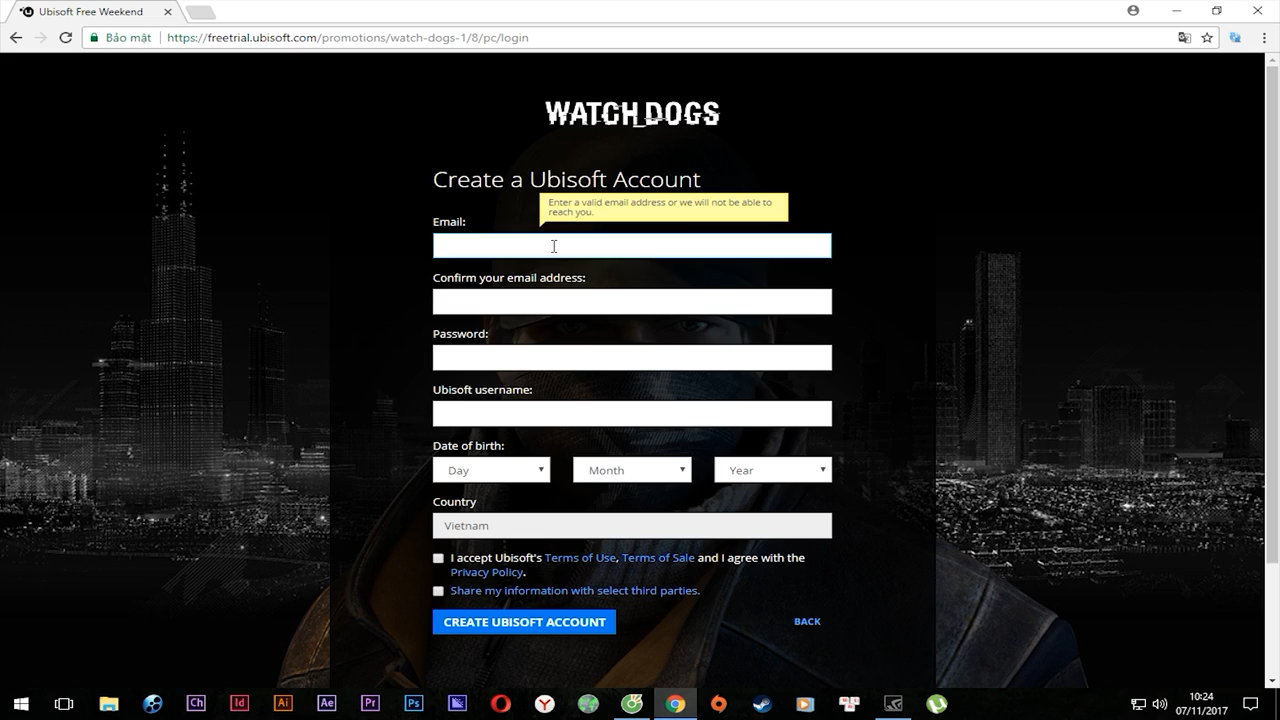 Ubisoft Free Weekend
Bảo mật https://freetrial.ubisoft.com/promotions/watch-dogs-1/8/pc/login
WATCH_DOGS
Create a Ubisoft Account
Enter a valid email address or we will not be able to
reach you.
Email:
Confirm your email address:
Password:
Ubisoft username:
Date of birth:
Day Month Year
Country
Vietnam
I accept Ubisoft's Terms of Use, Terms of Sale and I agree with the
Privacy Policy.
Share my information with select third parties.
CREATE UBISOFT ACCOUNT BACK
Ch Id Ai Ae Pr Ps
10:24
07/11/2017